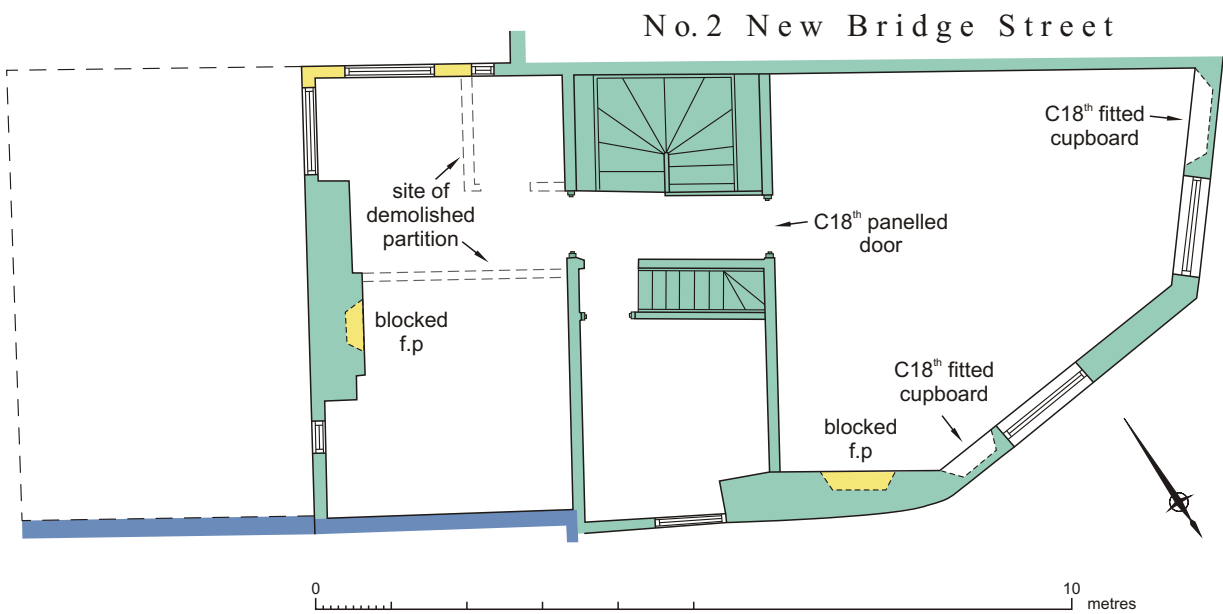 No. 2 New Bridge Street
C18th fitted
cupboard
site of
demolished
partition
C18th panelled
door
blocked
f.p
C18th fitted
cupboard
blocked
f.p
0
10
metres